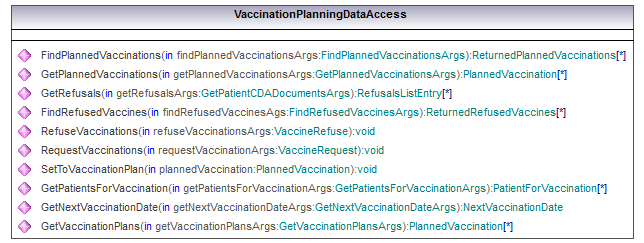 VaccinationPlanningDataAccess
FindPlannedVaccinations(in findPlannedVaccinationsArgs:FindPlannedVaccinationsArgs):ReturnedPlannedVaccinations[*]
GetPlannedVaccinations(in getPlannedVaccinationsArgs:GetPlannedVaccinationsArgs):PlannedVaccination[*]
GetRefusals(in getRefusalsArgs:GetPatientCDADocumentsArgs):RefusalsListEntry[*]
FindRefusedVaccines(in findRefusedVaccinesAgs:FindRefusedVaccinesArgs):ReturnedRefusedVaccines[*]
RefuseVaccinations(in refuseVaccinationsArgs:VaccineRefuse):void
RequestVaccinations(in requestVaccinationArgs:VaccineRequest):void
SetToVaccinationPlan(in plannedVaccination:PlannedVaccination):void
GetPatientsForVaccination(in getPatientsForVaccinationArgs:GetPatientsForVaccinationArgs):PatientForVaccination[*]
GetNextVaccinationDate(in getNextVaccinationDateArgs:GetNextVaccinationDateArgs):NextVaccinationDate
GetVaccinationPlans(in getVaccinationPlansArgs:GetVaccinationPlansArgs):PlannedVaccination[*]